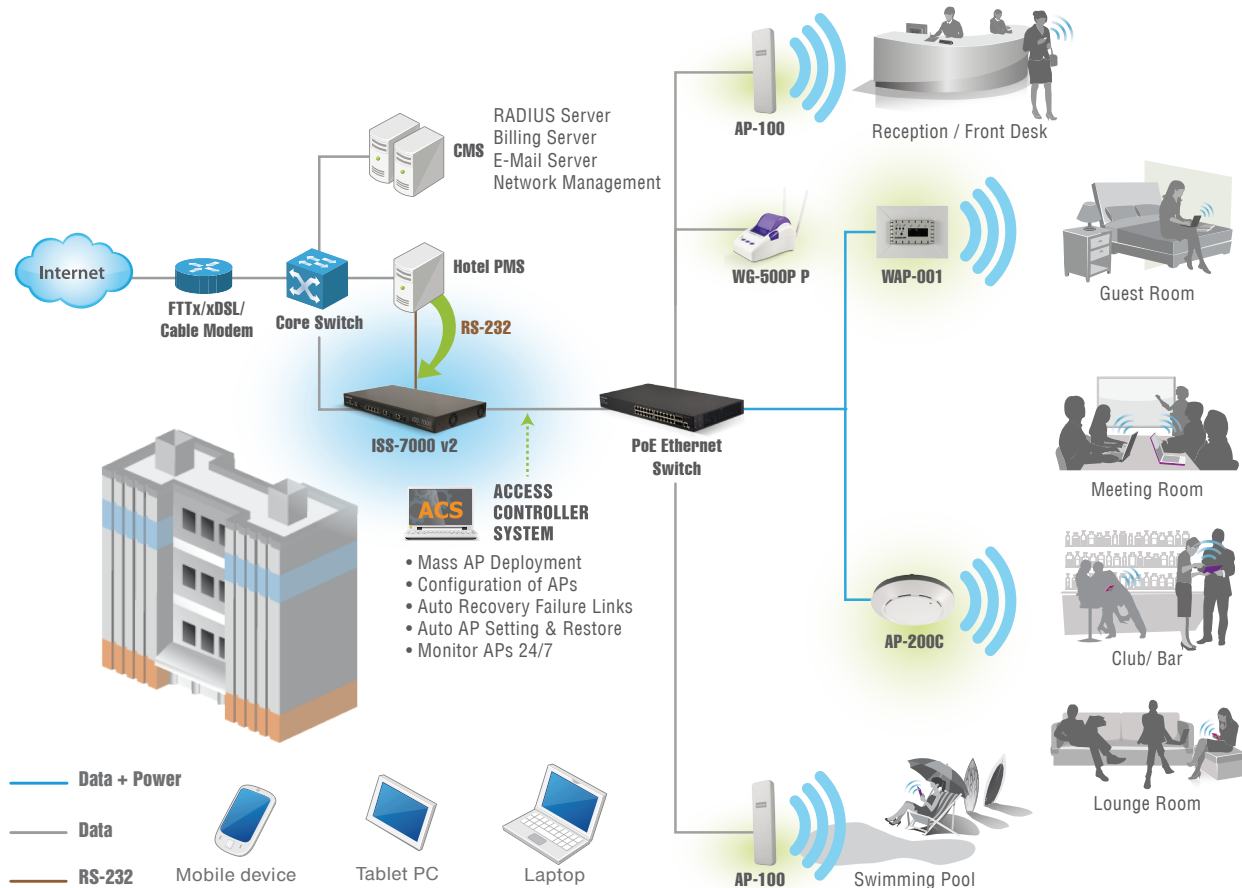 RADIUS Server
Billing Server
E-Mail Server
Network Management
CMS
Internet
FTTx/xDSL/
Cable Modem
Core Switch
Hotel PMS
RS-232
ISS-7000 v2
PoE Ethernet
Switch
ACS
ACCESS
CONTROLLER
SYSTEM
• Mass AP Deployment
• Configuration of APs
• Auto Recovery Failure Links
• Auto AP Setting & Restore
• Monitor APs 24/7
AP-100
Reception / Front Desk
WG-500P P
WAP-001
Guest Room
Meeting Room
AP-200C
Club/ Bar
Lounge Room
AP-100
Swimming Pool
Data + Power
Data
RS-232
Mobile device
Tablet PC
Laptop